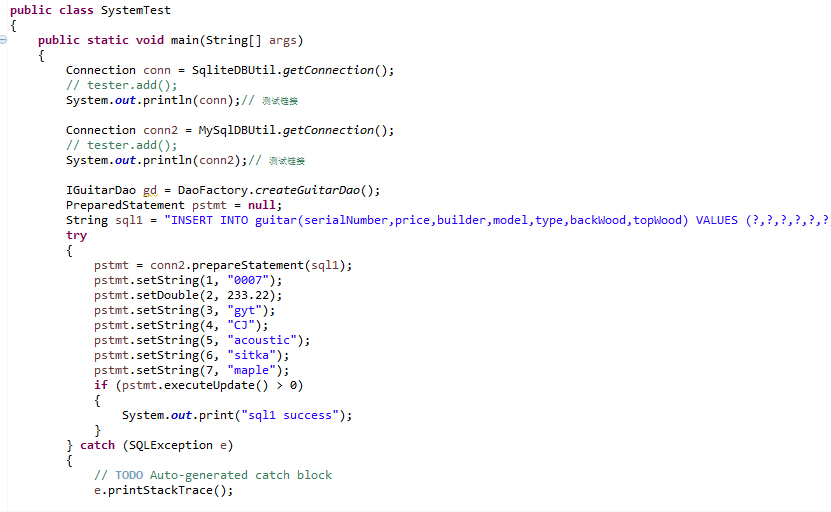 public class SystemTest
{
    public static void main(String[] args)
    {
        Connection conn = SqliteDBUtil.getConnection();
        // tester.add();
        System.out.println(conn);// 测试链接

        Connection conn2 = MySqlDBUtil.getConnection();
        // tester.add();
        System.out.println(conn2);// 测试链接

        IGuitarDao gd = DaoFactory.createGuitarDao();
        PreparedStatement pstmt = null;
        String sql1 = "INSERT INTO guitar(serialNumber,price,builder,model,type,backWood,topWood) VALUES (?,?,?,?,?,?,
        try
        {
            pstmt = conn2.prepareStatement(sql1);
            pstmt.setString(1, "0007");
            pstmt.setDouble(2, 233.22);
            pstmt.setString(3, "gyt");
            pstmt.setString(4, "CJ");
            pstmt.setString(5, "acoustic");
            pstmt.setString(6, "sitka");
            pstmt.setString(7, "maple");
            if (pstmt.executeUpdate() > 0)
            {
                System.out.print("sql1 success");
            }
        } catch (SQLException e)
        {
            // TODO Auto-generated catch block
            e.printStackTrace();